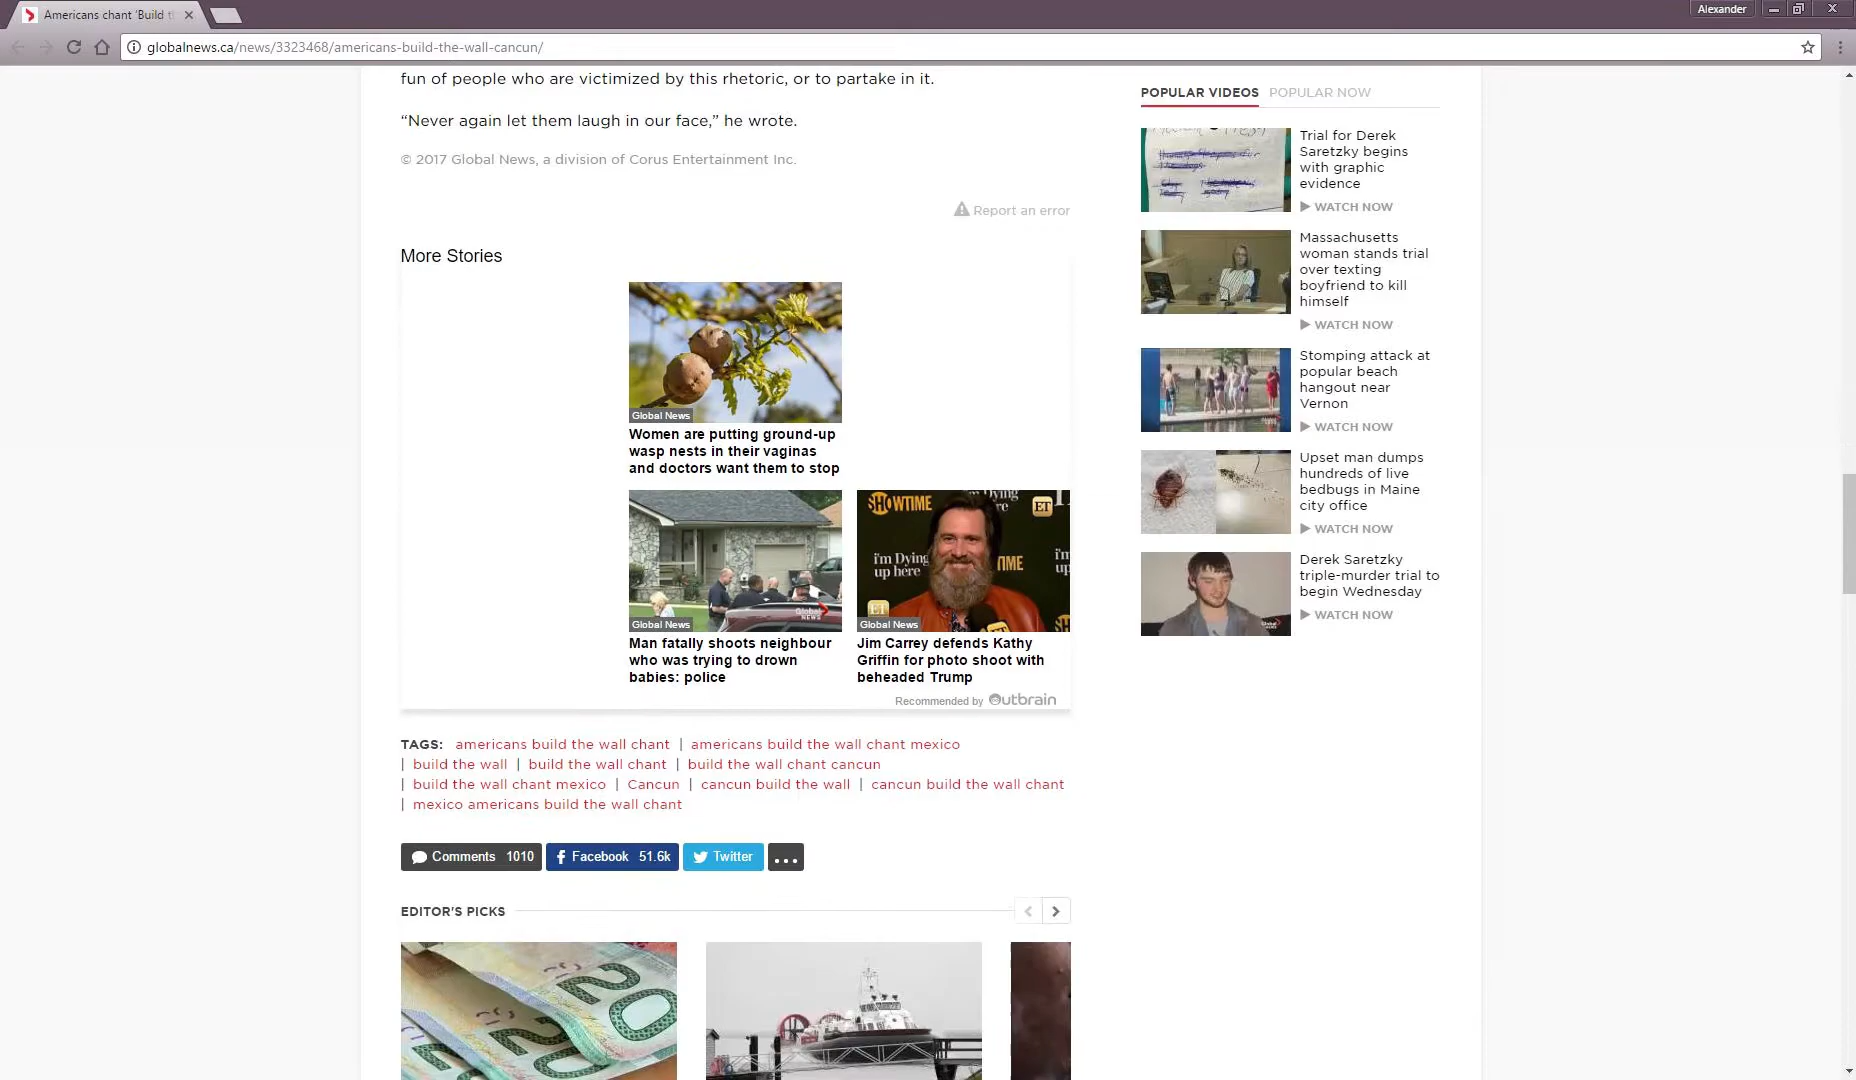 Americans chant 'Build t
Alexander
globalnews.ca/news/3323468/americans-build-the-wall-cancun/
fun of people who are victimized by this rhetoric, or to partake in it.
“Never again let them laugh in our face,” he wrote.
© 2017 Global News, a division of Corus Entertainment Inc.
Report an error
More Stories
Global News
Women are putting ground-up
wasp nests in their vaginas
and doctors want them to stop
Global NEWS
Global News
Man fatally shoots neighbour
who was trying to drown
babies: police
SHOWTIME
ET
i'm Dying
up here
TIME
ET
Global News
Jim Carrey defends Kathy
Griffin for photo shoot with
beheaded Trump
Recommended by Outbrain
TAGS: americans build the wall chant | americans build the wall chant mexico
| build the wall | build the wall chant | build the wall chant cancun
| build the wall chant mexico | Cancun | cancun build the wall | cancun build the wall chant
| mexico americans build the wall chant
Comments 1010 Facebook 51.6k Twitter ...
EDITOR'S PICKS
20
POPULAR VIDEOS POPULAR NOW
Trial for Derek
Saretzky begins
with graphic
evidence
WATCH NOW
Massachusetts
woman stands trial
over texting
boyfriend to kill
himself
WATCH NOW
Stomping attack at
popular beach
hangout near
Vernon
WATCH NOW
Upset man dumps
hundreds of live
bedbugs in Maine
city office
WATCH NOW
Derek Saretzky
triple-murder trial to
begin Wednesday
WATCH NOW